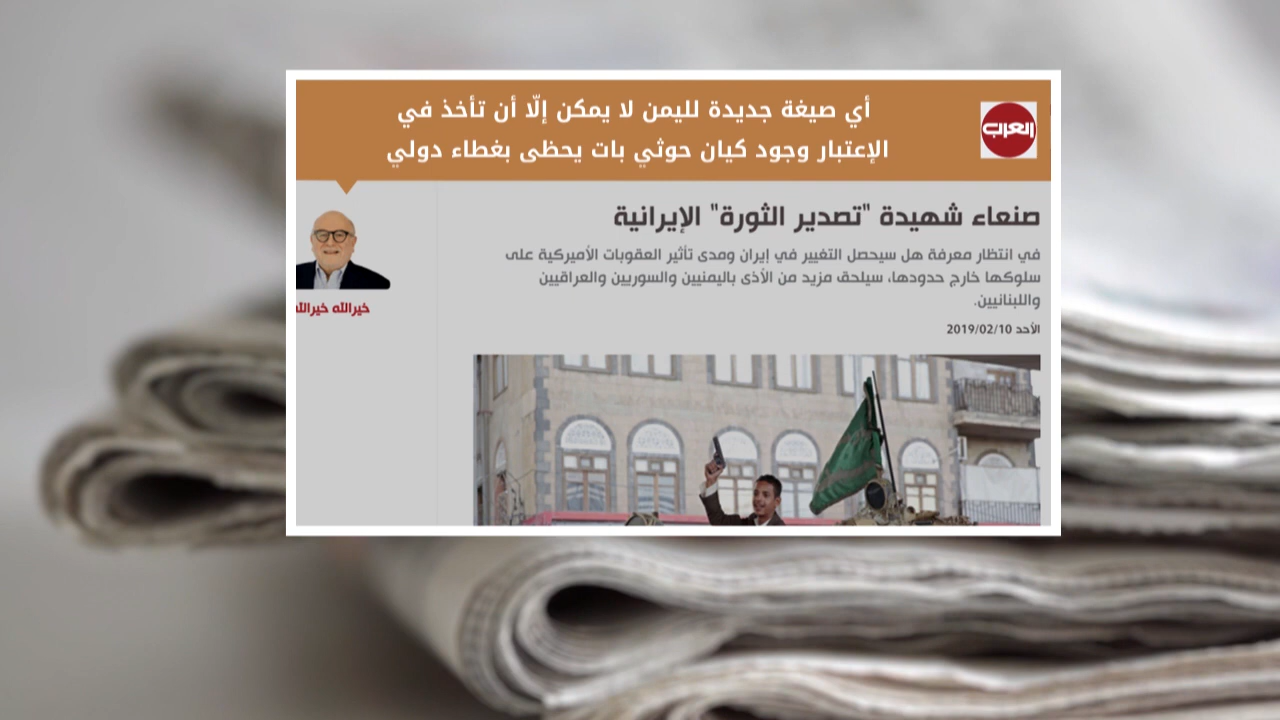 أي صيغة جديدة لليمن لا يمكن إلّا أن تأخذ في
الإعتبار وجود كيان حوثي بات يحظى بغطاء دولي
العرب
صنعاء شهيدة "تصدير الثورة" الإيرانية
في انتظار معرفة هل سيحصل التغيير في إيران ومدى تأثير العقوبات الأميركية على
سلوكها خارج حدودها، سيلحق مزيد من الأذى باليمنيين والسوريين والعراقيين
واللبنانيين.
الأحد 2019/02/10
خيرالله خيرالله